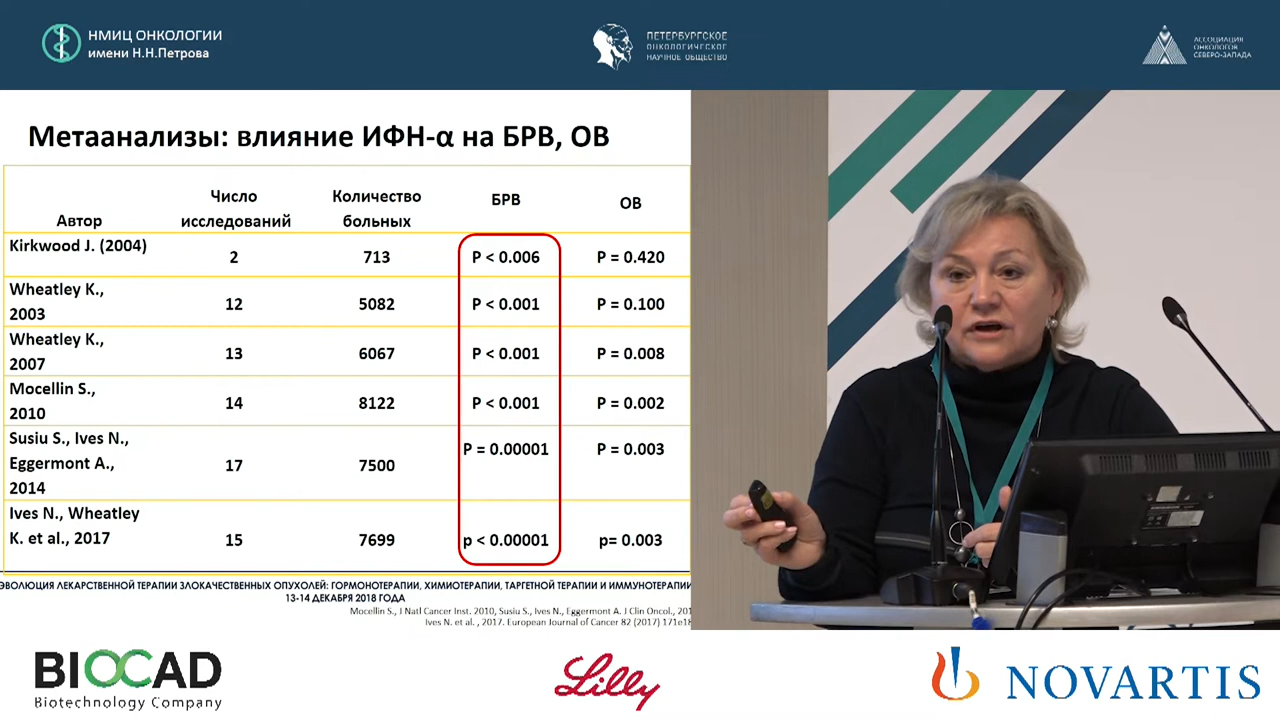 НМИЦ ОНКОЛОГИИ
имени Н.Н.Петрова
ПЕТЕРБУРГСКОЕ
ОНКОЛОГИЧЕСКОЕ
НАУЧНОЕ ОБЩЕСТВО
АССОЦИАЦИЯ
ОНКОЛОГОВ
СЕВЕРО-ЗАПАДА
Метаанализы: влияние ИФН-α на БРВ, ОВ
Автор
Число
исследований
Количество
больных
БРВ
ОВ
Kirkwood J. (2004)
2
713
P < 0.006
P = 0.420
Wheatley K.,
2003
12
5082
P < 0.001
P = 0.100
Wheatley K.,
2007
13
6067
P < 0.001
P = 0.008
Mocellin S.,
2010
14
8122
P < 0.001
P = 0.002
Susiu S., Ives N.,
Eggermont A.,
2014
17
7500
P = 0.00001
P = 0.003
Ives N., Wheatley
K. et al., 2017
15
7699
p < 0.00001
p= 0.003
ЭВОЛЮЦИЯ ЛЕКАРСТВЕННОЙ ТЕРАПИИ ЗЛОКАЧЕСТВЕННЫХ ОПУХОЛЕЙ: ГОРМОНОТЕРАПИИ, ХИМИОТЕРАПИИ, ТАРГЕТНОЙ ТЕРАПИИ И ИММУНОТЕРАПИИ
13-14 ДЕКАБРЯ 2018 ГОДА
Mocellin S., J Natl Cancer Inst. 2010, Susiu S., Ives N., Eggermont A. J Clin Oncol., 201
Ives N. et al. , 2017. European Journal of Cancer 82 (2017) 171e18
BIOCAD
Biotechnology Company
Lilly
NOVARTIS